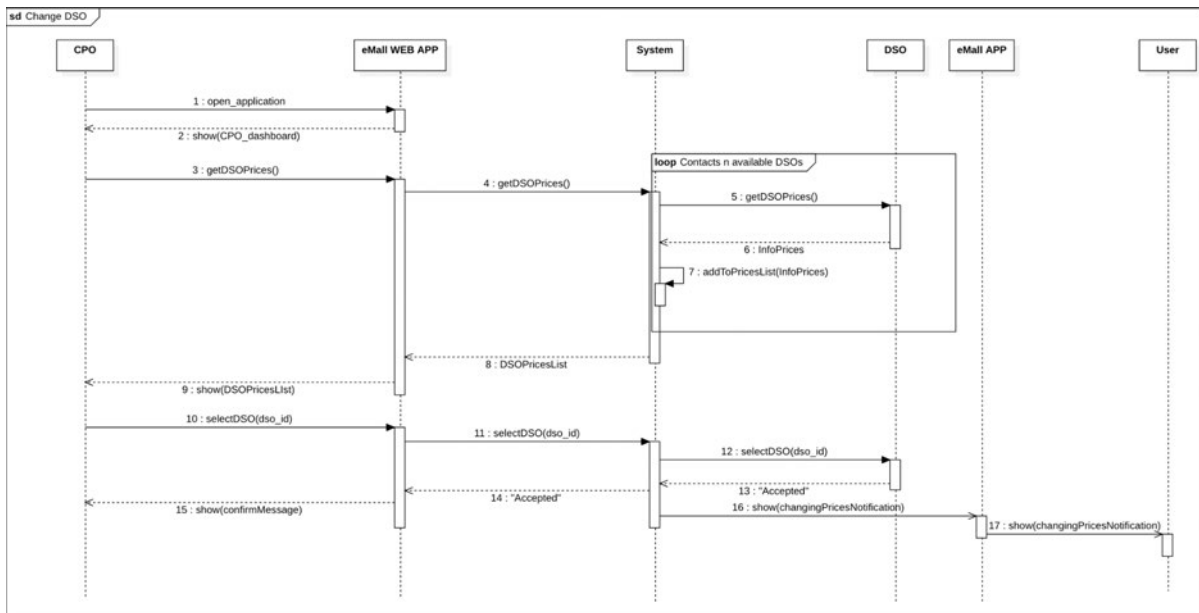 sd Change DSO
CPO
eMall WEB APP
System
DSO
eMall APP
User
1 : open_application
2 : show(CPO_dashboard)
loop Contacts n available DSOs
3 : getDSOPrices()
4 : getDSOPrices()
5 : getDSOPrices()
6 : InfoPrices
7 : addToPricesList(InfoPrices)
8 : DSOPricesList
9 : show(DSOPricesLIst)
10 : selectDSO(dso_id)
11 : selectDSO(dso_id)
12 : selectDSO(dso_id)
13 : "Accepted"
14 : "Accepted"
15 : show(confirmMessage)
16 : show(changingPricesNotification)
17 : show(changingPricesNotification)